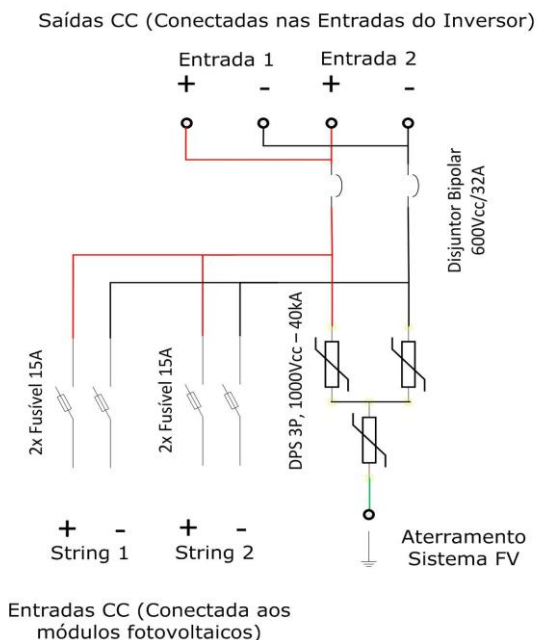 Saídas CC (Conectadas nas Entradas do Inversor)
Entrada 1
Entrada 2
+
-
+
-
Disjuntor Bipolar
600Vcc/32A
2x Fusível 15A
2x Fusível 15A
DPS 3P, 1000Vcc – 40kA
+
-
String 1
+
-
String 2
Aterramento
Sistema FV
Entradas CC (Conectada aos
módulos fotovoltaicos)